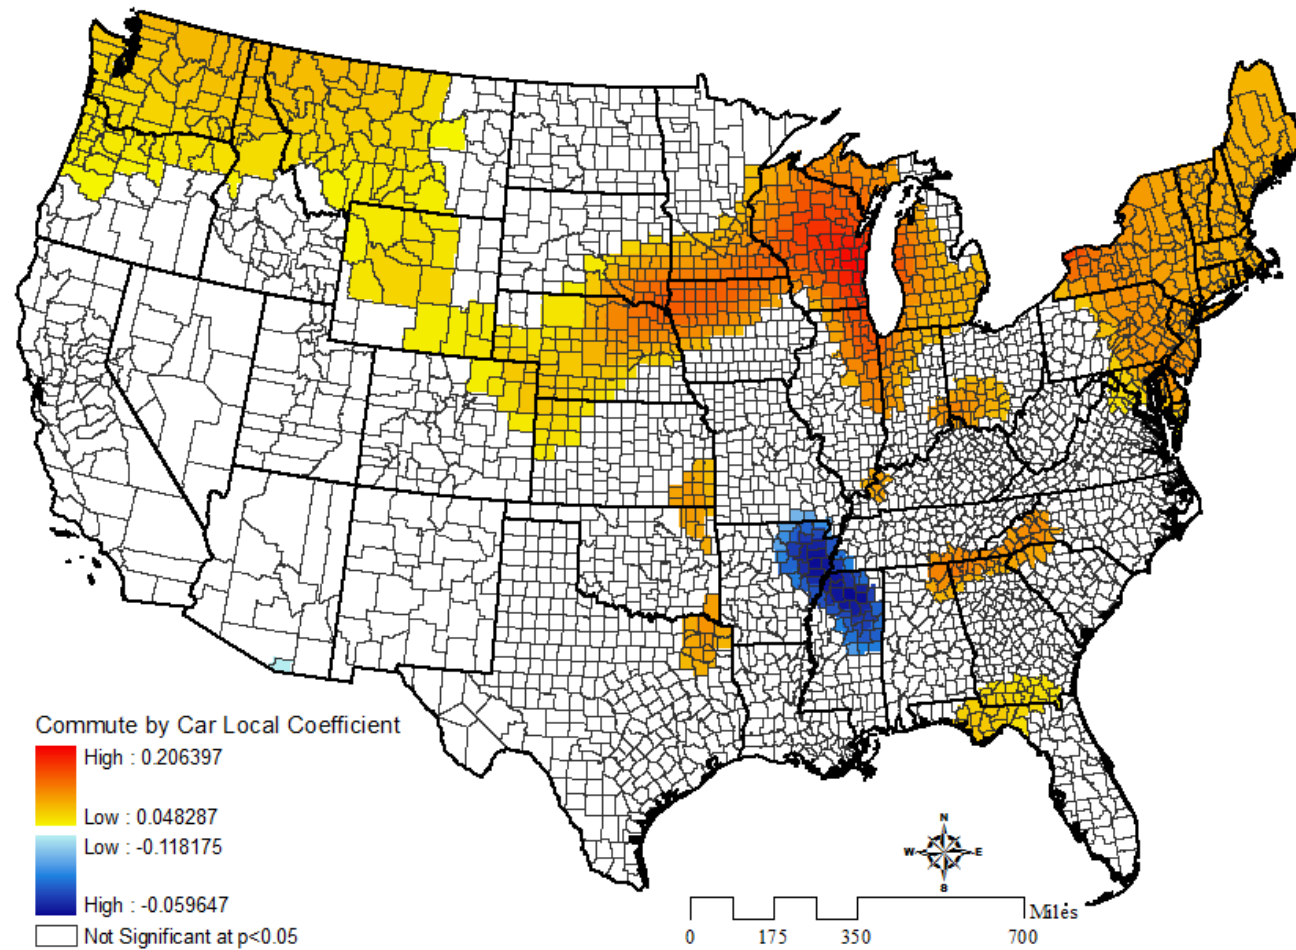 Commute by Car Local Coefficient
High : 0.206397
Low : 0.048287
Low : -0.118175
High : -0.059647
Not Significant at p<0.05
N
W
E
S
Miles
0 175 350 700